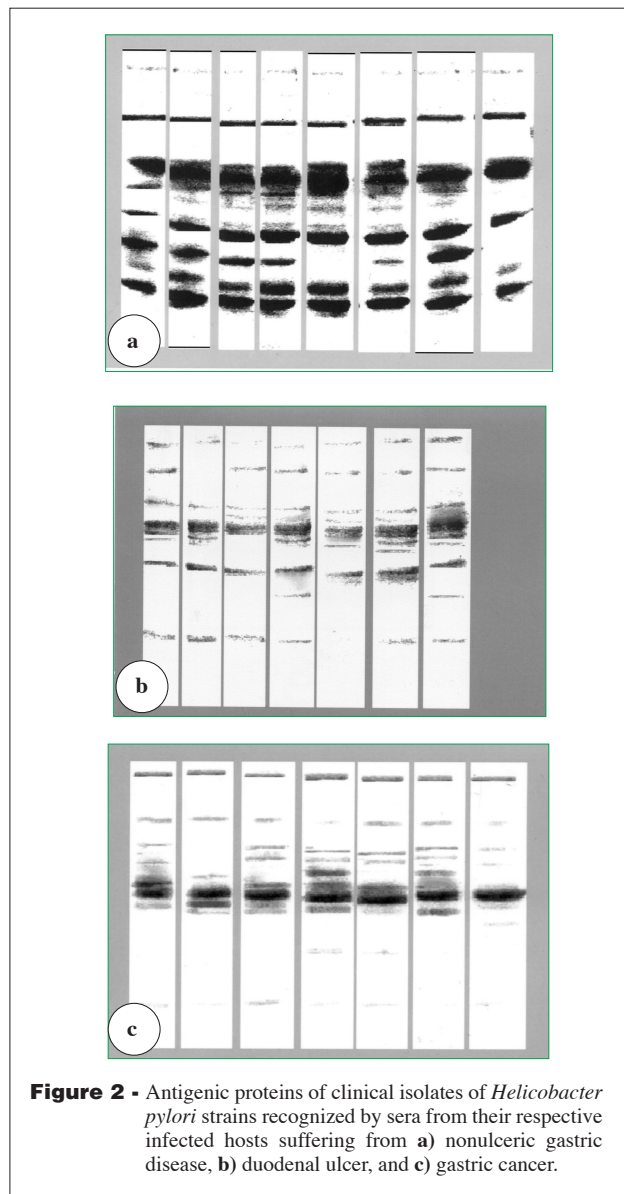 a
b
c
Figure 2 - Antigenic proteins of clinical isolates of Helicobacter
pylori strains recognized by sera from their respective
infected hosts suffering from a) nonulceric gastric
disease, b) duodenal ulcer, and c) gastric cancer.